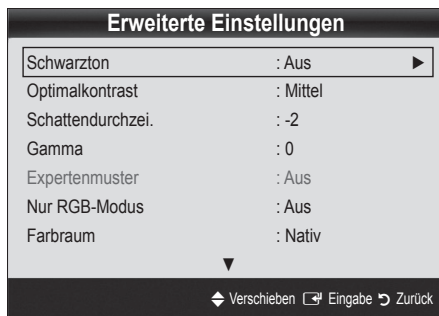 Erweiterte Einstellungen
Schwarzton : Aus ▶
Optimalkontrast : Mittel
Schattendurchzei. : -2
Gamma : 0
Expertenmuster : Aus
Nur RGB-Modus : Aus
Farbraum : Nativ
▼
Verschieben Eingabe Zurück